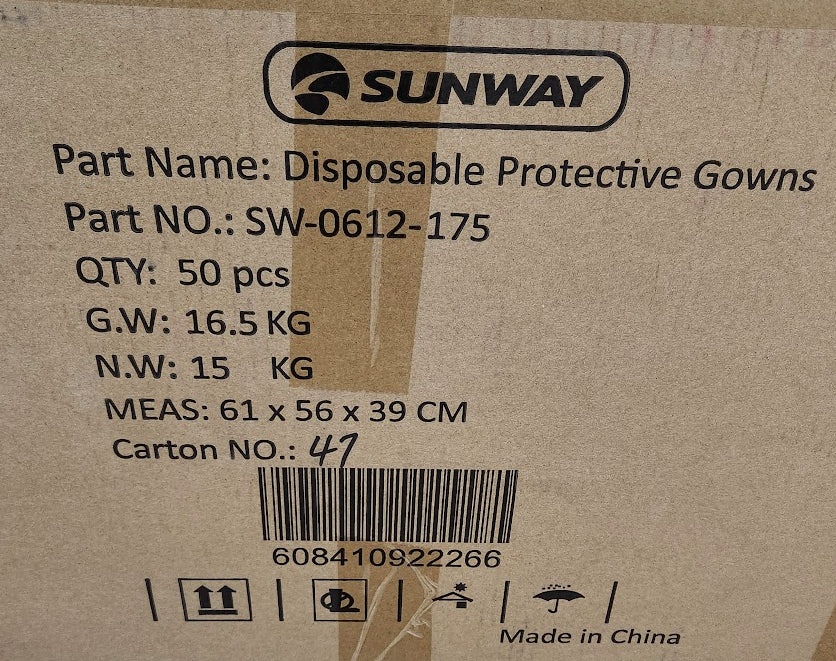 SUNWAY
Part Name: Disposable Protective Gowns
Part NO.: SW-0612-175
QTY: 50 pcs
G.W: 16.5 KG
N.W: 15 KG
MEAS: 61 x 56 x 39 CM
Carton NO.: 47
608410922266
Made in China